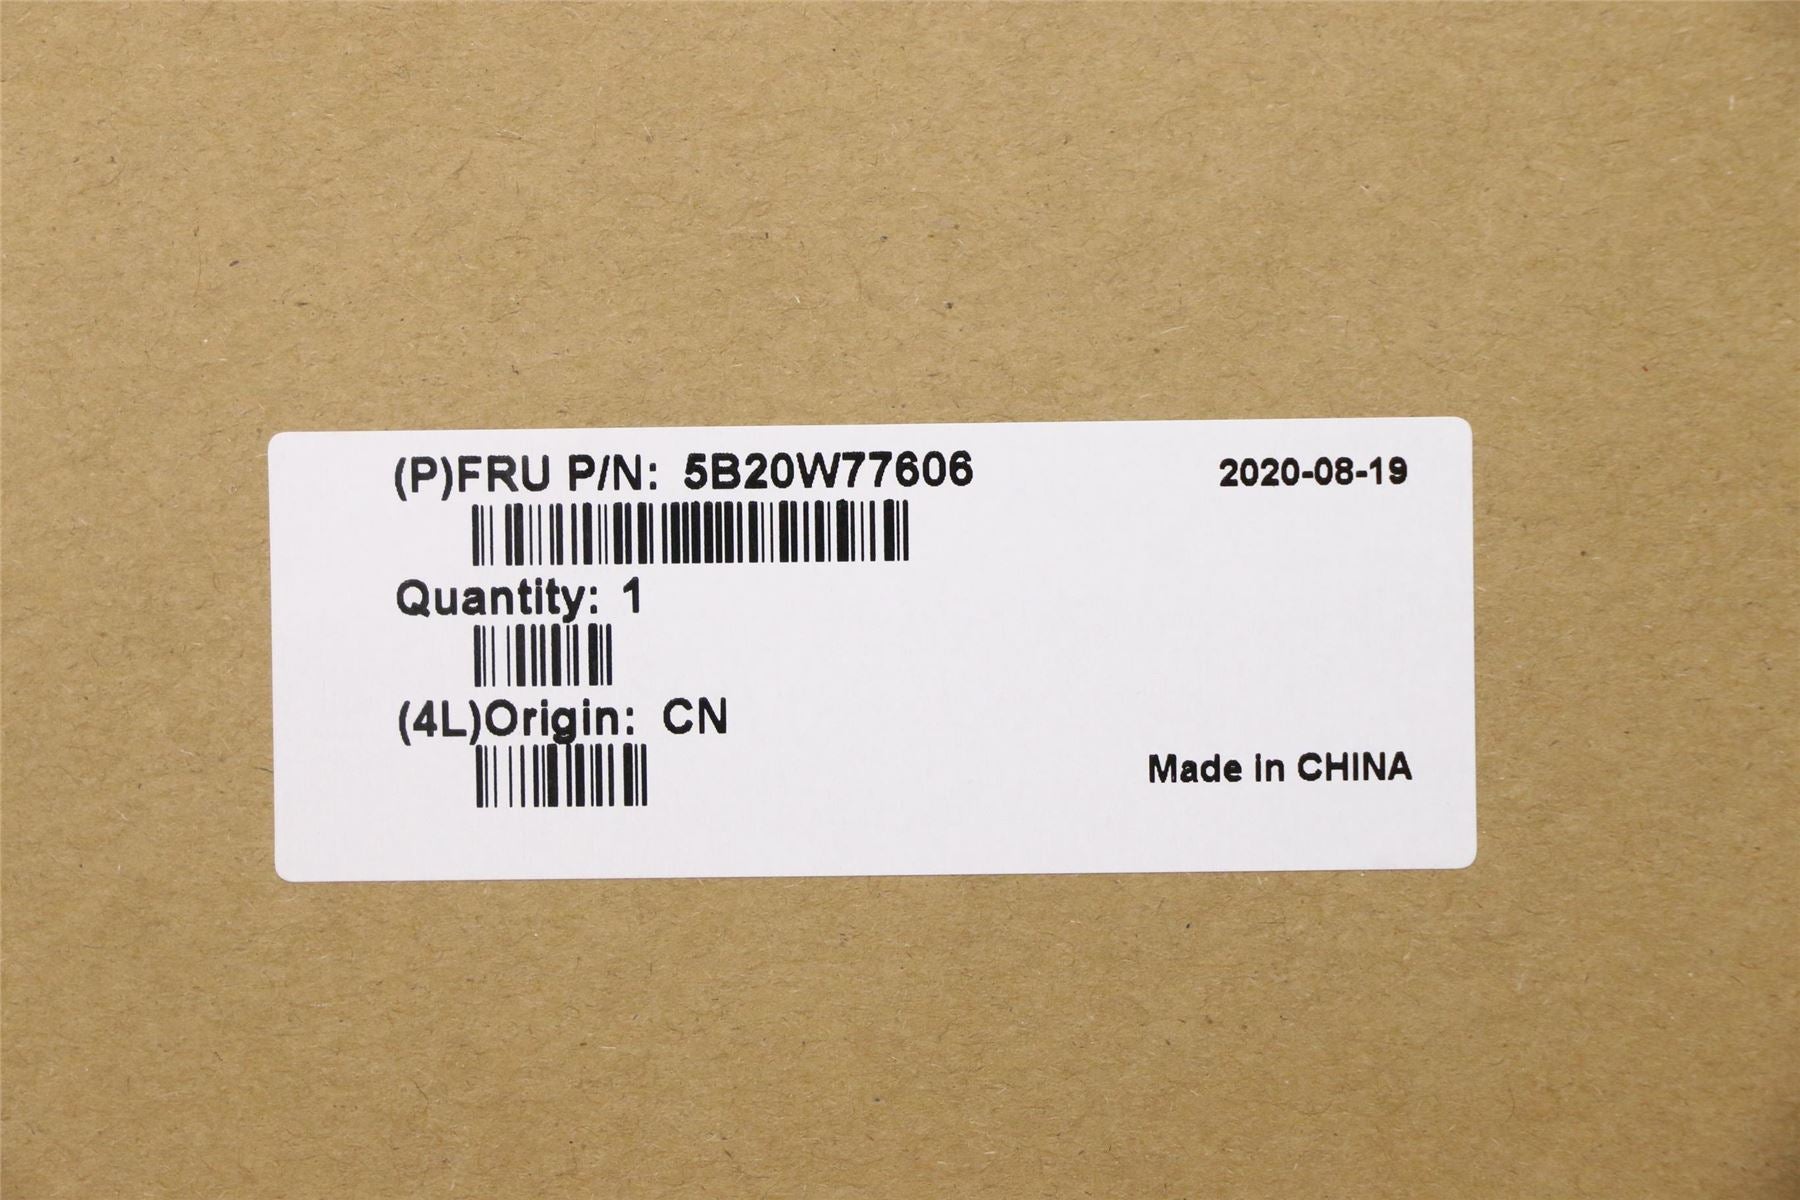 (P)FRU P/N: 5B20W77606
2020-08-19
Quantity: 1
(4L)Origin: CN
Made in CHINA